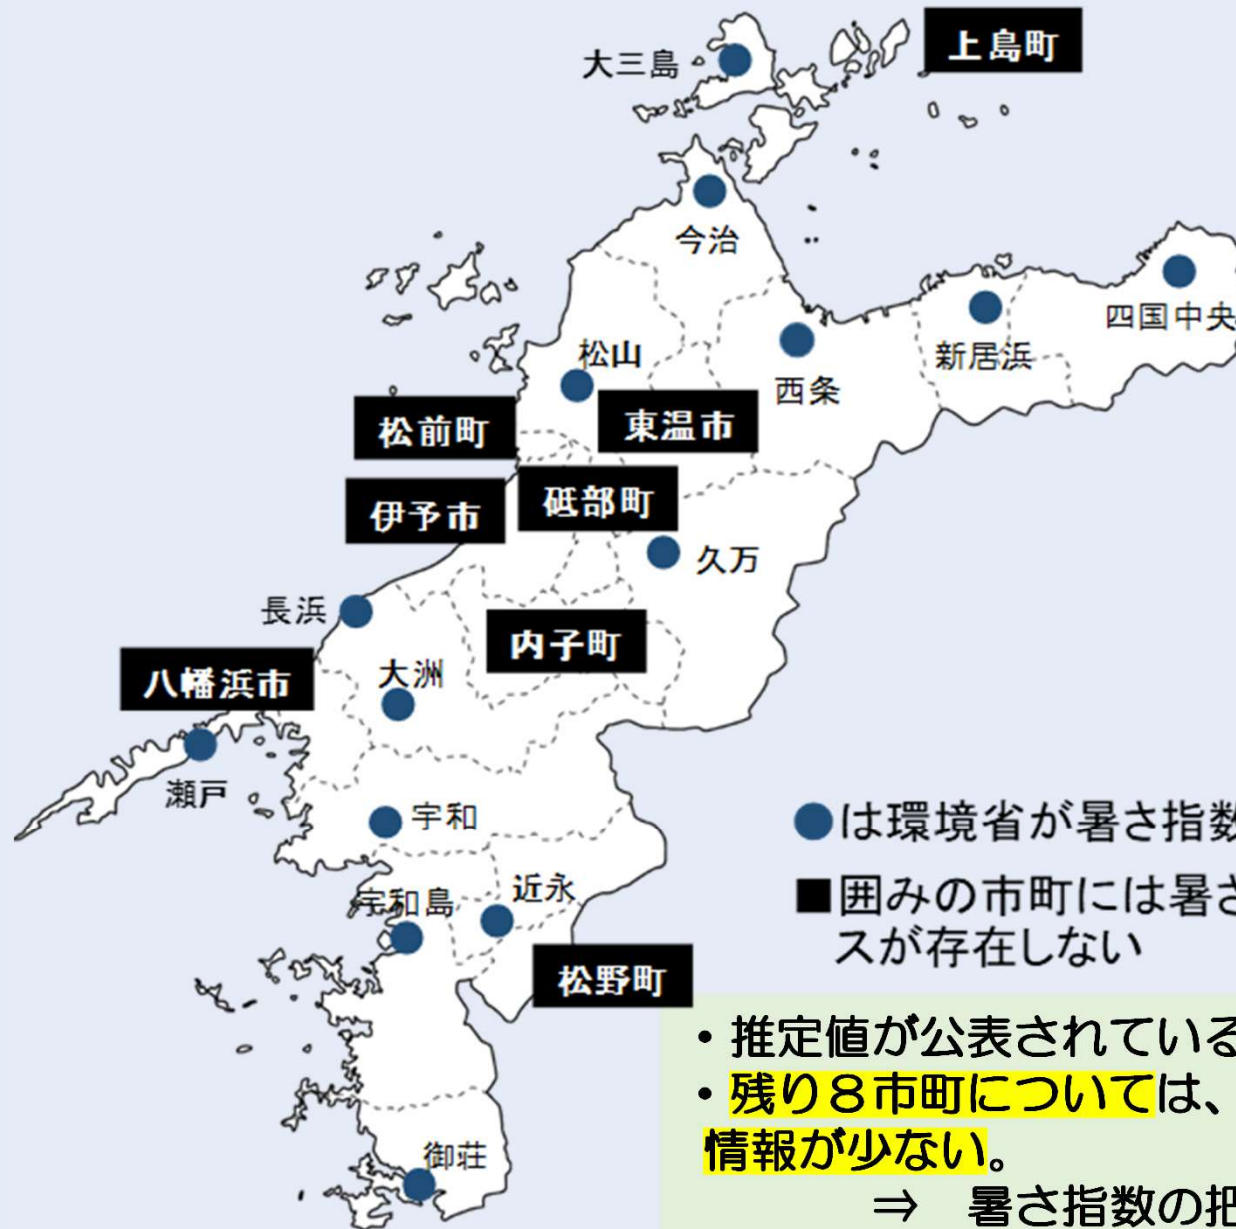 上島町
大三島
今治
四国中央
新居浜
松山
西条
松前町
東温市
伊予市
砥部町
久万
長浜
内子町
八幡浜市
大洲
瀬戸
宇和
●は環境省が暑さ指数
近永
宇和島
■囲みの市町には暑さ
スが存在しない
松野町
・推定値が公表されている
・残り８市町については、
情報が少ない。
⇒　暑さ指数の把
御荘